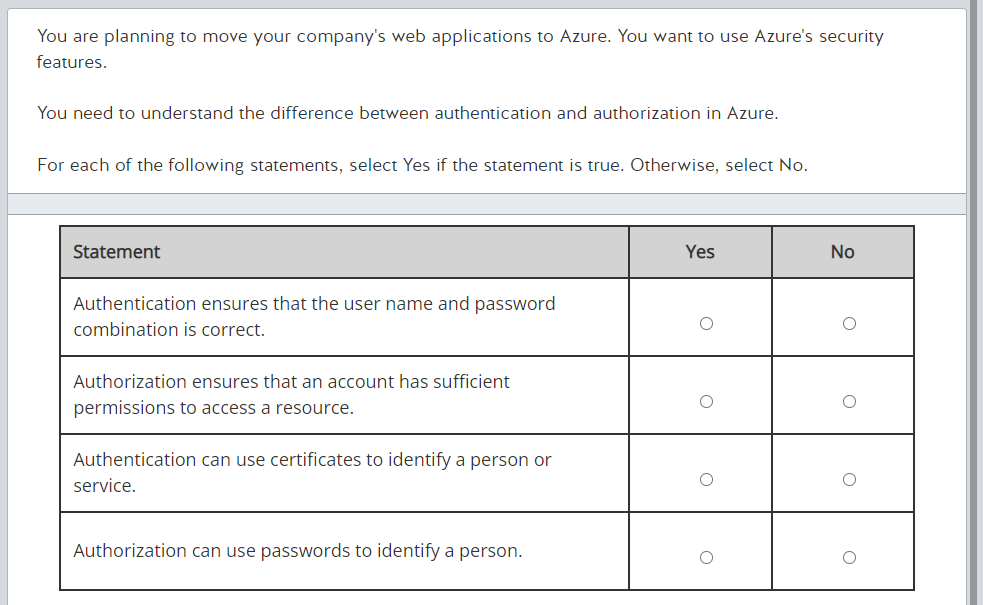 You are planning to move your company's web applications to Azure. You want to use Azure's security
features.
You need to understand the difference between authentication and authorization in Azure.
For each of the following statements, select Yes if the statement is true. Otherwise, select No.
Statement Yes No
Authentication ensures that the user name and password
combination is correct.
Authorization ensures that an account has sufficient
permissions to access a resource.
Authentication can use certificates to identify a person or
service.
Authorization can use passwords to identify a person.